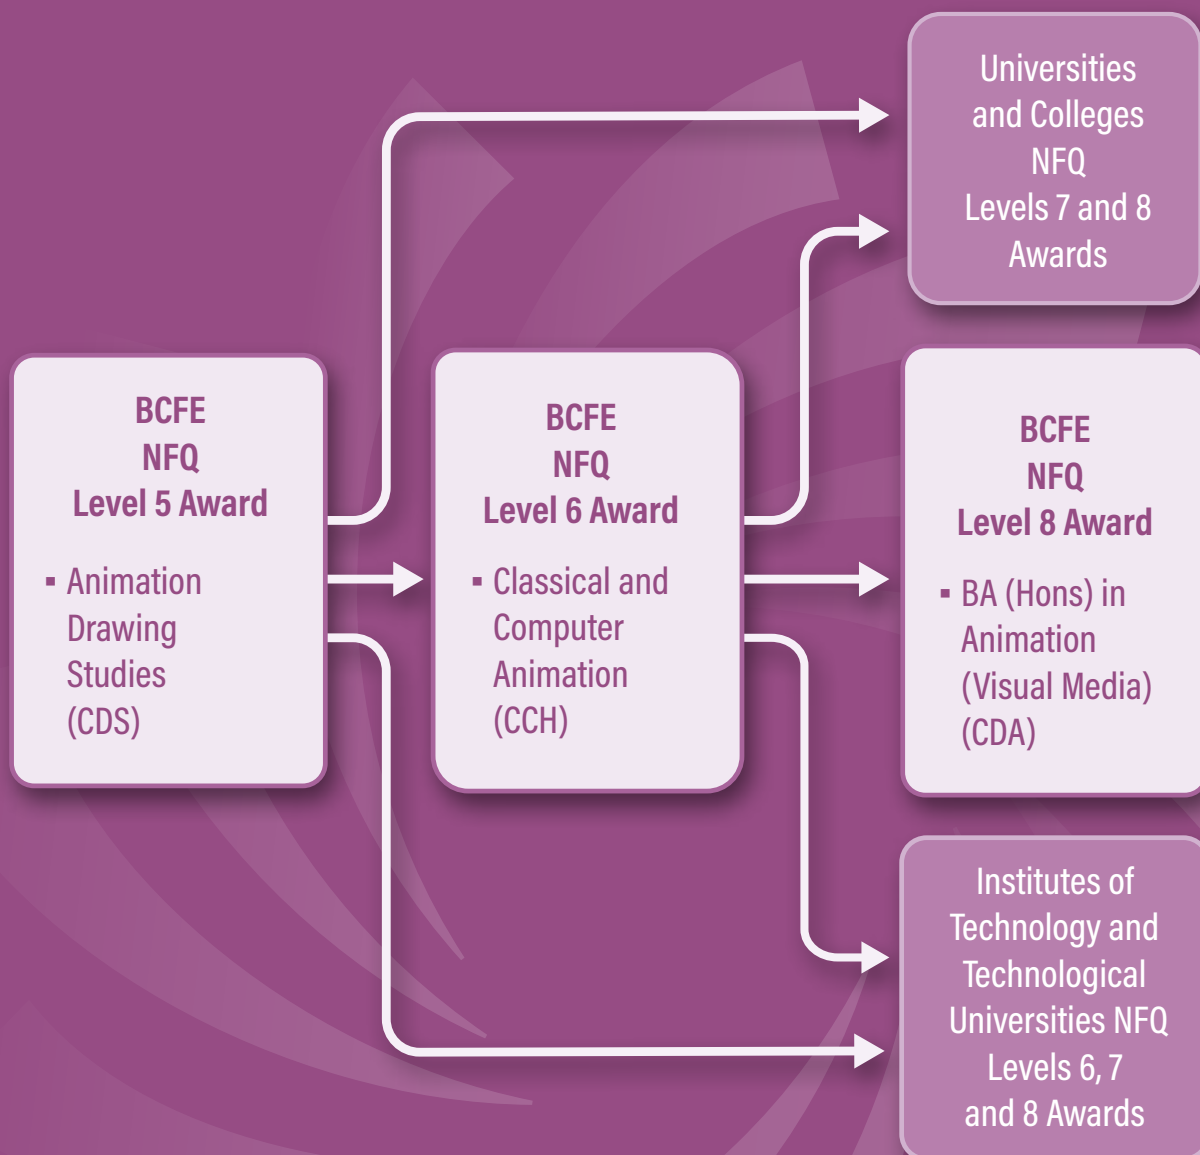 BCFE
NFQ
Level 5 Award
▪ Animation
Drawing
Studies
(CDS)
BCFE
NFQ
Level 6 Award
▪ Classical and
Computer
Animation
(CCH)
Universities
and Colleges
NFQ
Levels 7 and 8
Awards
BCFE
NFQ
Level 8 Award
▪ BA (Hons) in
Animation
(Visual Media)
(CDA)
Institutes of
Technology and
Technological
Universities NFQ
Levels 6, 7
and 8 Awards